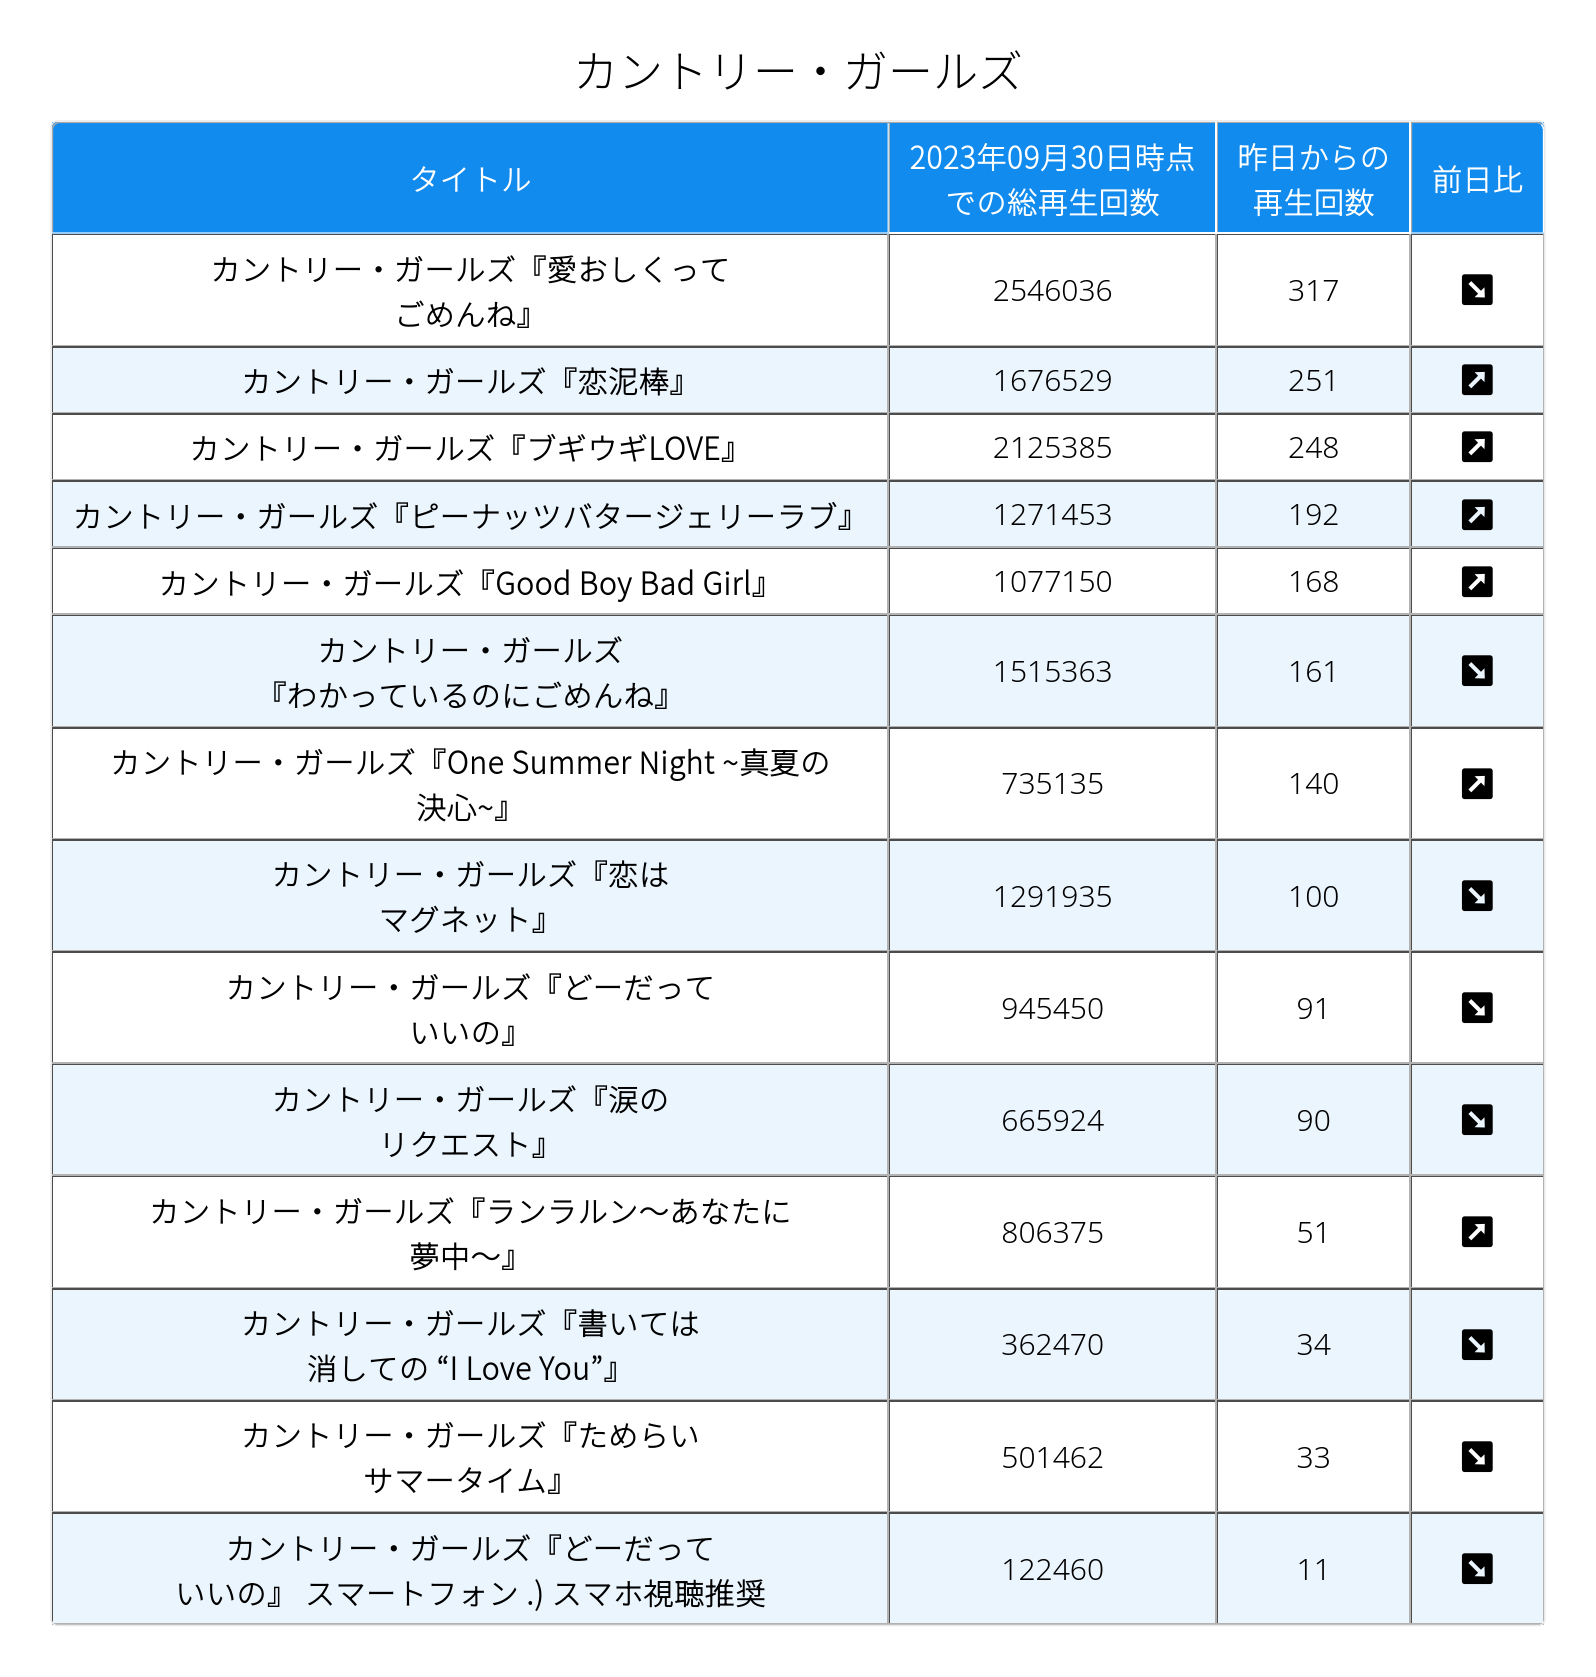 カントリー・ガールズ
タイトル
2023年09月30日時点
での総再生回数
昨日からの
再生回数
前日比
カントリー・ガールズ『愛おしくって
ごめんね』
2546036
317
カントリー・ガールズ『恋泥棒』
1676529
251
カントリー・ガールズ『ブギウギLOVE』
2125385
248
カントリー・ガールズ『ピーナッツバタージェリーラブ』
1271453
192
カントリー・ガールズ『Good Boy Bad Girl』
1077150
168
カントリー・ガールズ
『わかっているのにごめんね』
1515363
161
カントリー・ガールズ『One Summer Night ~真夏の
決心~』
735135
140
カントリー・ガールズ『恋は
マグネット』
1291935
100
カントリー・ガールズ『どーだって
いいの』
945450
91
カントリー・ガールズ『涙の
リクエスト』
665924
90
カントリー・ガールズ『ランラルン〜あなたに
夢中〜』
806375
51
カントリー・ガールズ『書いては
消しての “I Love You”』
362470
34
カントリー・ガールズ『ためらい
サマータイム』
501462
33
カントリー・ガールズ『どーだって
いいの』 スマートフォン .) スマホ視聴推奨
122460
11